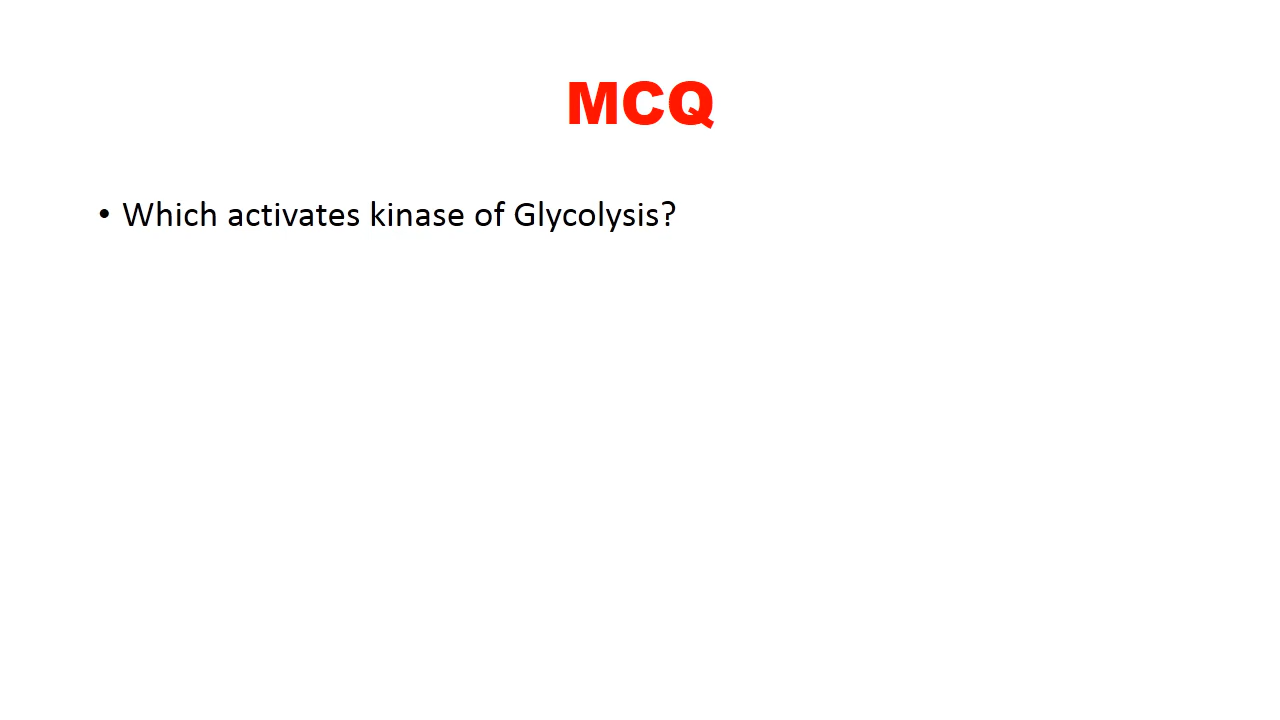 MCQ
• Which activates kinase of Glycolysis?